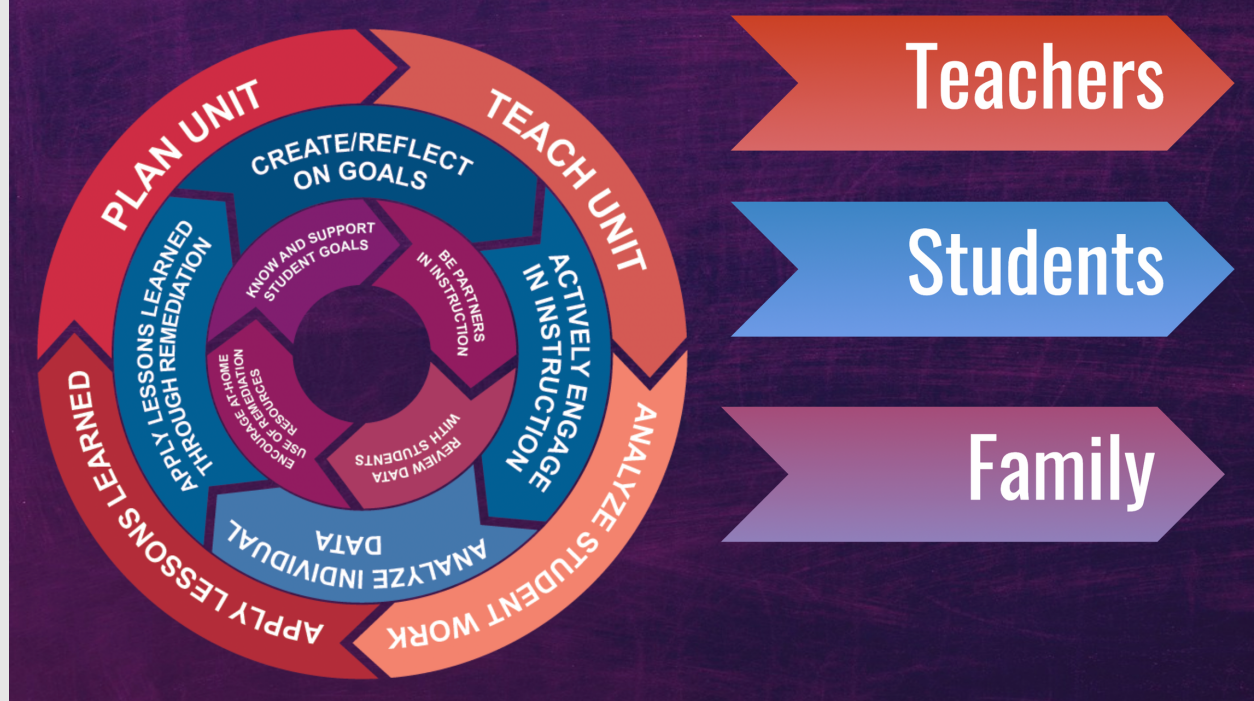 PLAN UNIT
TEACH UNIT
ANALYZE STUDENT WORK
APPLY LESSSONS LEARNED
CREATE/REFLECT
ON GOALS
ACTIVELY ENGAGE
IN INSTRUCTION
ANALYZE INDIVIDUAL
DATA
APPLY LESSONS LEARNED
THROUGH REMEDIATION
KNOW AND SUPPORT
STUDENT GOALS
BE PARTNERS
IN INSTRUCTION
REVIEW DATA
WITH STUDENTS
ENCOURAGE AT-HOME
USE OF REMEDIATION
RESOURCES
Teachers
Students
Family